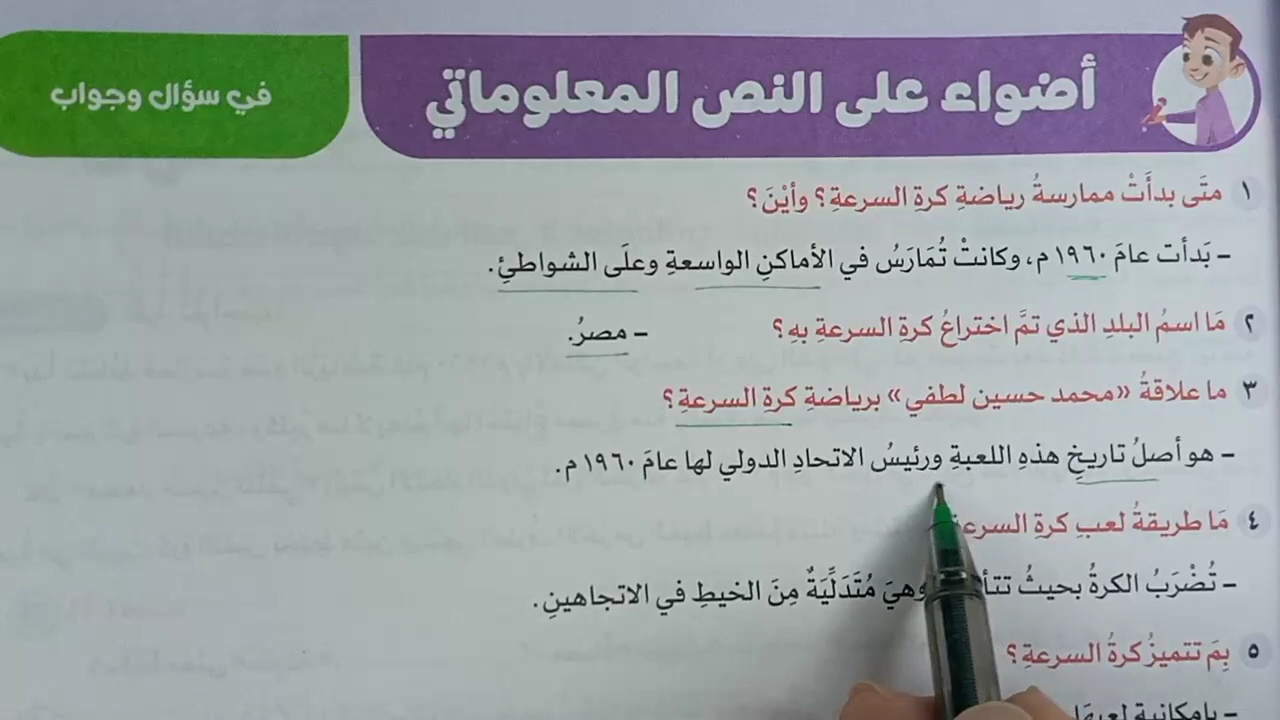 أضواء على النص المعلوماتي
في سؤال وجواب
١ متَى بدأَتْ ممارسةُ رياضةِ كرةِ السرعةِ؟ وأيْنَ؟
- بَدأت عامَ ١٩٦٠ م، وكانتْ تُمَارَسُ في الأماكنِ الواسعةِ وعلَى الشواطئِ.
٢ مَا اسمُ البلدِ الذي تمَّ اختراعُ كرةِ السرعةِ بهِ؟ - مصرُ.
٣ ما علاقةُ «محمد حسين لطفي» برياضةِ كرةِ السرعةِ؟
- هو أصلُ تاريخِ هذهِ اللعبةِ ورئيسُ الاتحادِ الدولي لها عامَ ١٩٦٠ م.
٤ مَا طريقةُ لعبِ كرةِ
- تُضْرَبُ الكرةُ بحيثُ وهيَ مُتَدَلِّيَةٌ مِنَ الخيطِ في الاتجاهينِ.
٥ بِمَ تتميزُ كرةُ السرعةِ؟
- بإمكانية لعبهَا